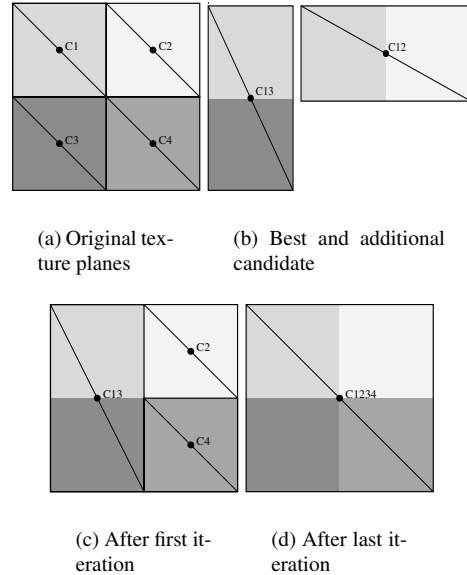 C1
C2
C3
C4
C13
C12
(a) Original tex-
ture planes
(b) Best and additional
candidate
C13
C2
C4
C1234
(c) After first it-
eration
(d) After last it-
eration